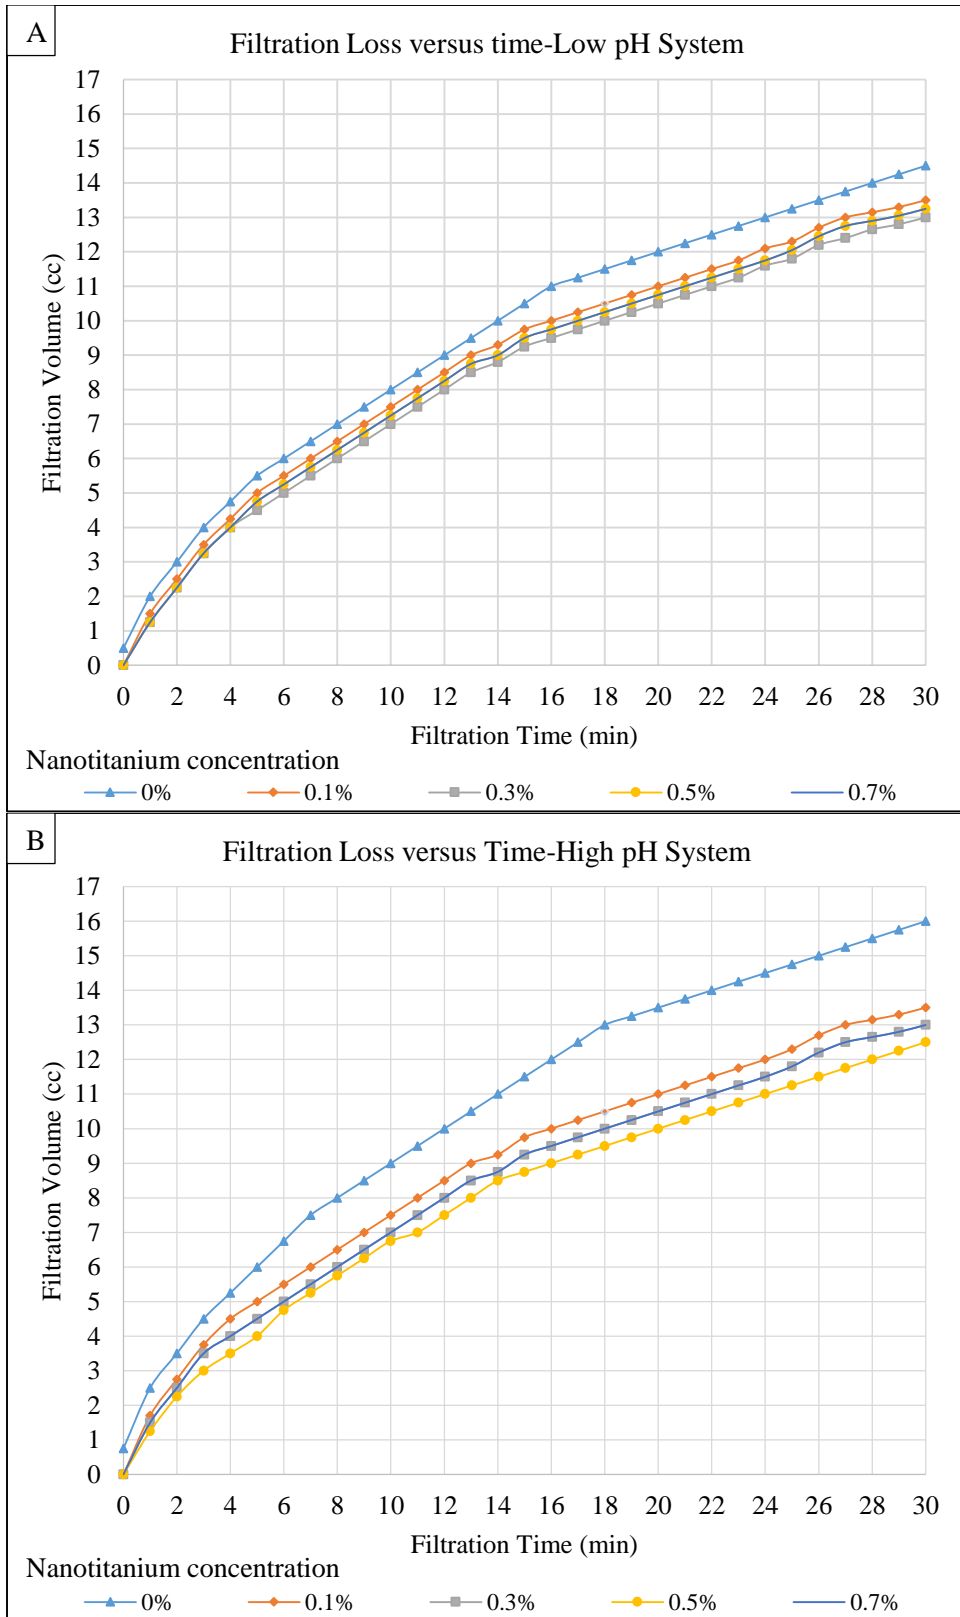 A
Filtration Loss versus time-Low pH System
17
16
15
14
13
12
11
10
9
8
7
6
5
4
3
2
1
0
Filtration Volume (cc)
0 2 4 6 8 10 12 14 16 18 20 22 24 26 28 30
Filtration Time (min)
Nanotitanium concentration
0% 0.1% 0.3% 0.5% 0.7%
B
Filtration Loss versus Time-High pH System
17
16
15
14
13
12
11
10
9
8
7
6
5
4
3
2
1
0
Filtration Volume (cc)
0 2 4 6 8 10 12 14 16 18 20 22 24 26 28 30
Filtration Time (min)
Nanotitanium concentration
0% 0.1% 0.3% 0.5% 0.7%